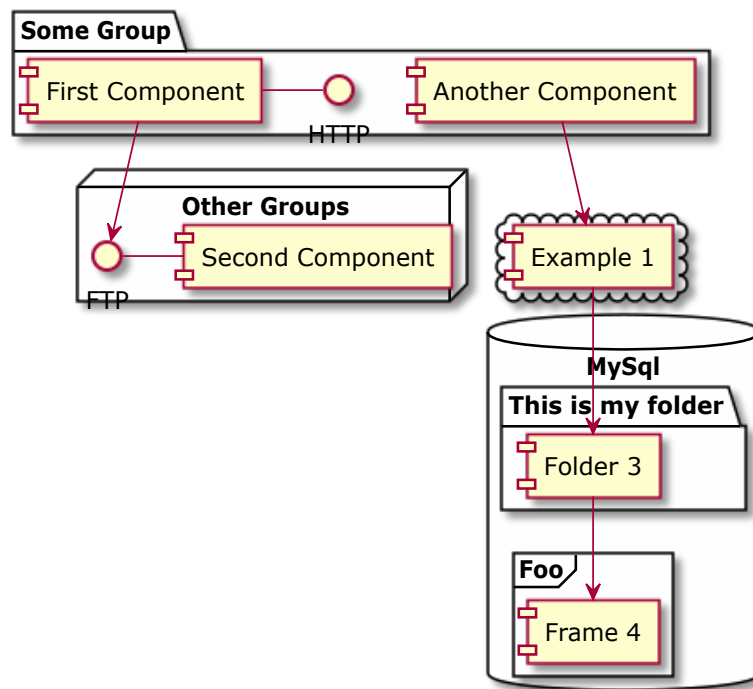 Some Group
First Component
HTTP
Another Component
Other Groups
FTP
Second Component
Example 1
MySql
This is my folder
Folder 3
Foo
Frame 4